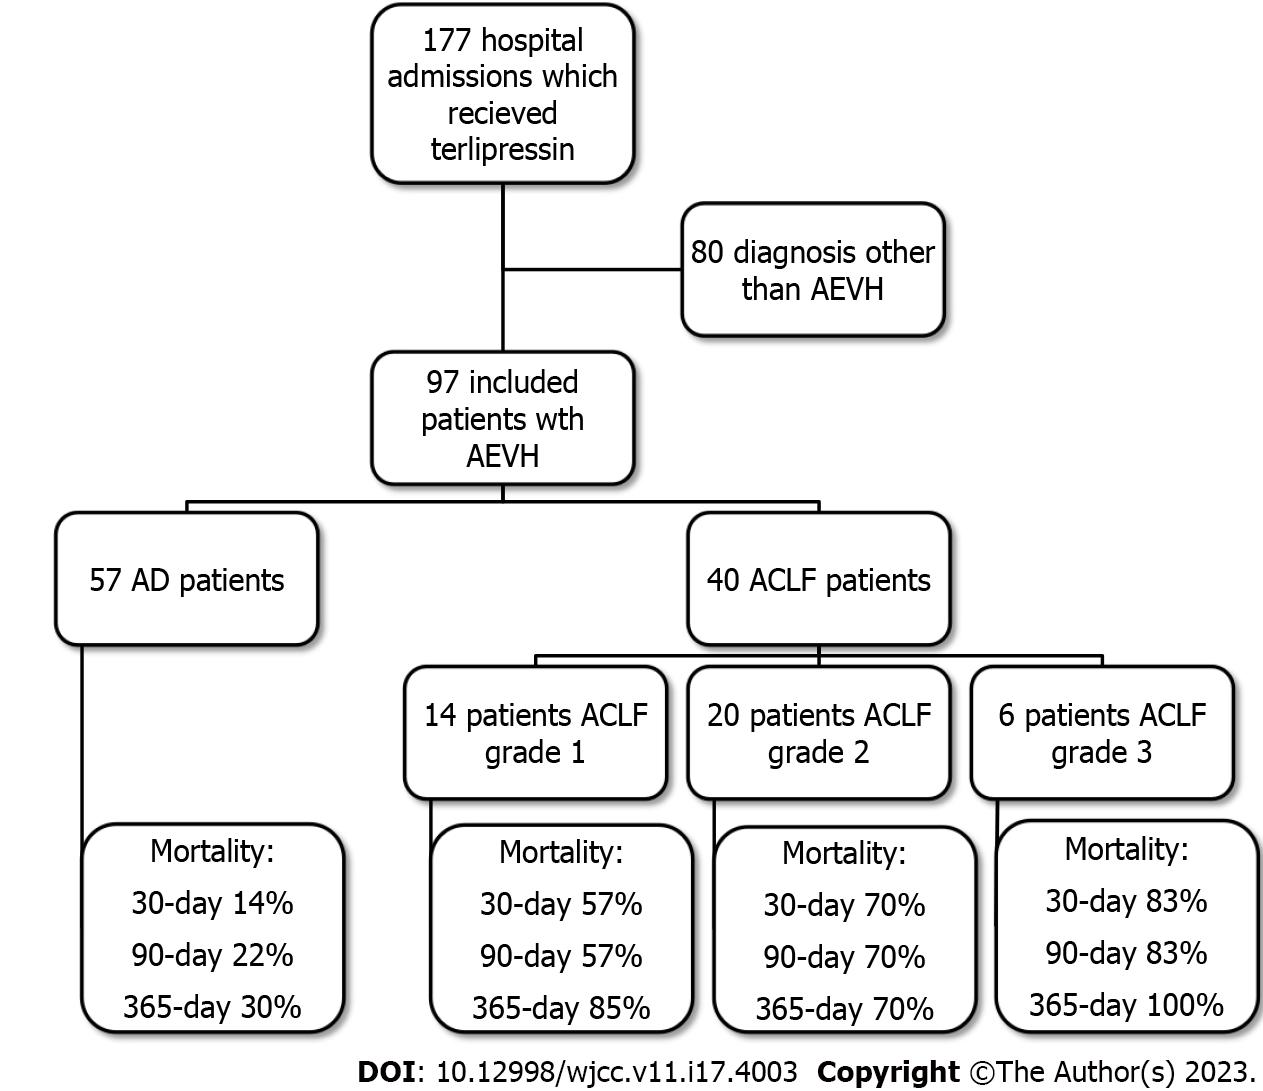 177 hospital
admissions which
recieved
terlipressin
80 diagnosis other
than AEVH
97 included
patients wth
AEVH
57 AD patients
40 ACLF patients
14 patients ACLF
grade 1
20 patients ACLF
grade 2
6 patients ACLF
grade 3
Mortality:
30-day 14%
90-day 22%
365-day 30%
Mortality:
30-day 57%
90-day 57%
365-day 85%
Mortality:
30-day 70%
90-day 70%
365-day 70%
Mortality:
30-day 83%
90-day 83%
365-day 100%
DOI: 10.12998/wjcc.v11.i17.4003 Copyright ©The Author(s) 2023.